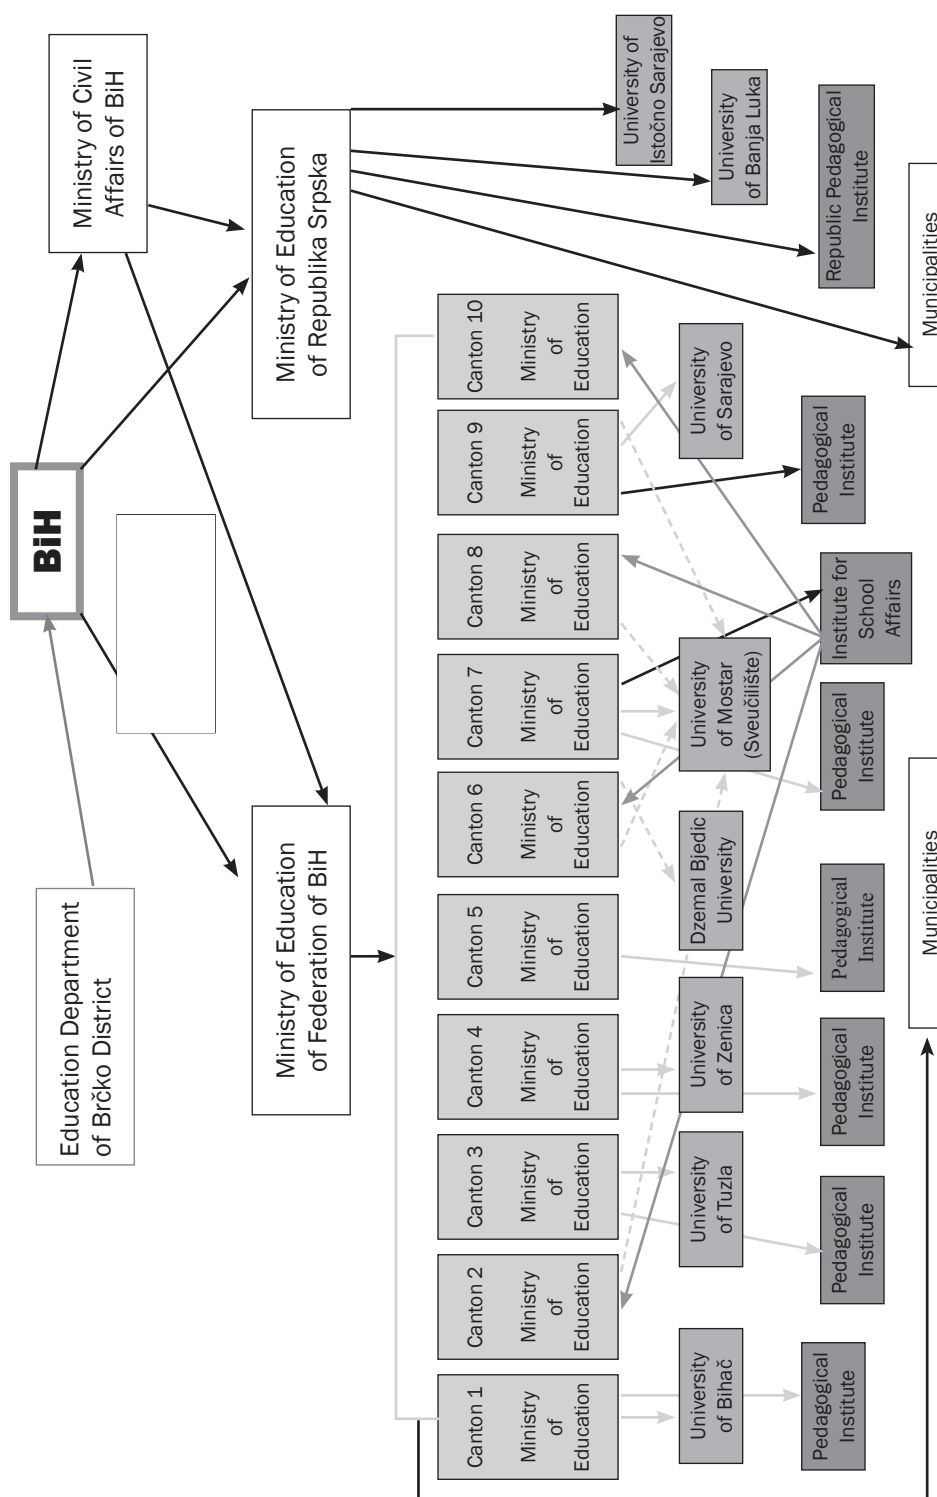 BiH
Education Department
of Brčko District
Ministry of Civil
Affairs of BiH
Ministry of Education
of Federation of BiH
Ministry of Education
of Republika Srpska
Canton 1
Ministry
of
Education
Canton 2
Ministry
of
Education
Canton 3
Ministry
of
Education
Canton 4
Ministry
of
Education
Canton 5
Ministry
of
Education
Canton 6
Ministry
of
Education
Canton 7
Ministry
of
Education
Canton 8
Ministry
of
Education
Canton 9
Ministry
of
Education
Canton 10
Ministry
of
Education
University
of Bihač
University
of Tuzla
University
of Zenica
Dzemal Bjedic
University
University
of Mostar
(Sveučilište)
University
of Sarajevo
University of
Istočno Sarajevo
University
of Banja Luka
Pedagogical
Institute
Pedagogical
Institute
Pedagogical
Institute
Pedagogical
Institute
Pedagogical
Institute
Institute for
School
Affairs
Pedagogical
Institute
Republic Pedagogical
Institute
Municipalities
Municipalities